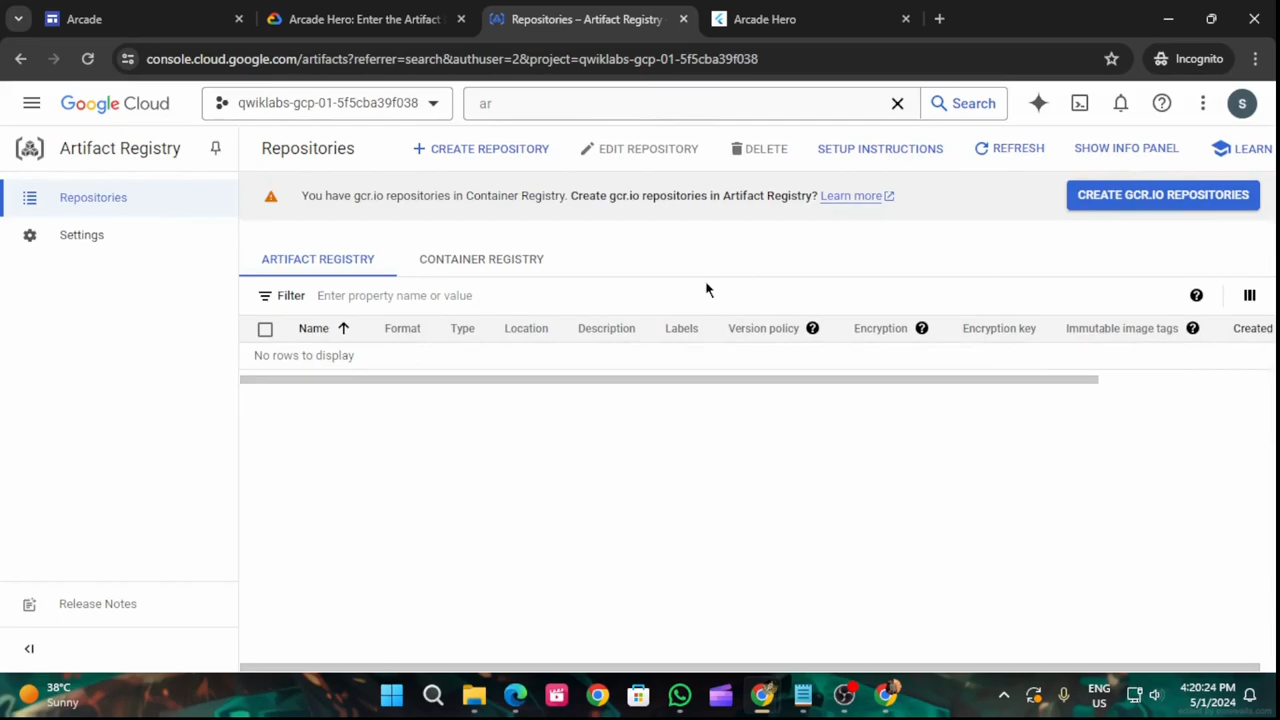 Arcade
Arcade Hero: Enter the Artifact
Repositories – Artifact Registry
Arcade Hero
console.cloud.google.com/artifacts?referrer=search&authuser=2&project=qwiklabs-gcp-01-5f5cba39f038
Incognito
Google Cloud
qwiklabs-gcp-01-5f5cba39f038
ar
Search
S
Artifact Registry
Repositories
CREATE REPOSITORY
EDIT REPOSITORY
DELETE
SETUP INSTRUCTIONS
REFRESH
SHOW INFO PANEL
LEARN
Repositories
Settings
You have gcr.io repositories in Container Registry. Create gcr.io repositories in Artifact Registry? Learn more
CREATE GCR.IO REPOSITORIES
ARTIFACT REGISTRY
CONTAINER REGISTRY
Filter Enter property name or value
Name Format Type Location Description Labels Version policy Encryption Encryption key Immutable image tags Created
No rows to display
Release Notes
38°C
Sunny
ENG
US
4:20:24 PM
5/1/2024